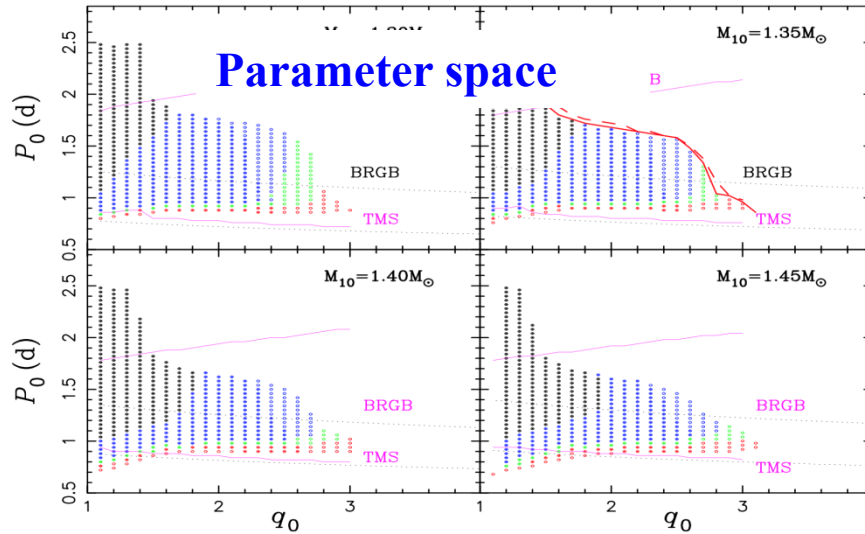 M₁₀=1.35M☉
Parameter space
B
P₀(d)
2.5
2
1.5
1
0.5
BRGB
TMS
BRGB
TMS
M₁₀=1.40M☉
M₁₀=1.45M☉
P₀(d)
2.5
2
1.5
1
0.5
BRGB
TMS
BRGB
TMS
1
2
3
2
3
q₀
q₀